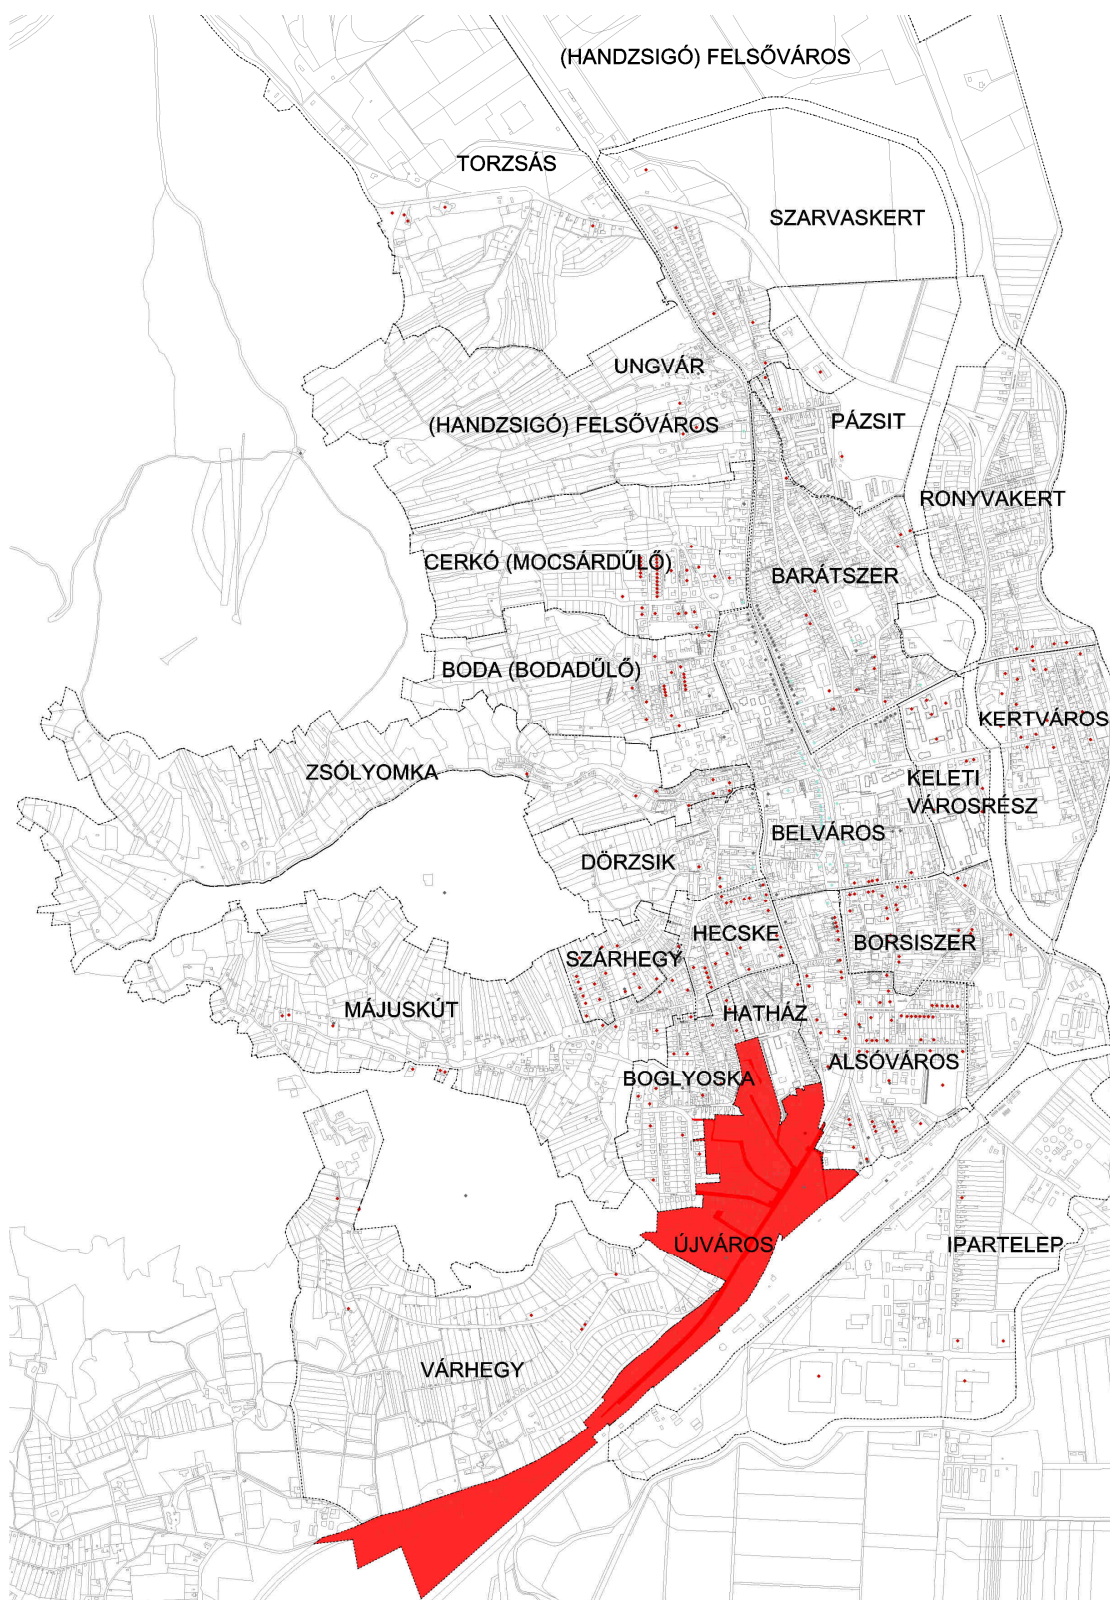 (HANDZSIGÓ) FELSŐVÁROS
TORZSÁS
SZARVASKERT
UNGVÁR
(HANDZSIGÓ) FELSŐVÁROS
PÁZSIT
RONYVAKERT
CERKÓ (MOCSÁRDŰLŐ)
BARÁTSZER
BODA (BODADŰLŐ)
KERTVÁROS
ZSÓLYOMKA
KELETI
VÁROSRÉSZ
BELVÁROS
DÖRZSIK
HECSKE
BORSISZER
SZÁRHEGY
MÁJUSKÚT
HATHÁZ
ALSÓVÁROS
BOGLYOSKA
ÚJVÁROS
IPARTELEP
VÁRHEGY